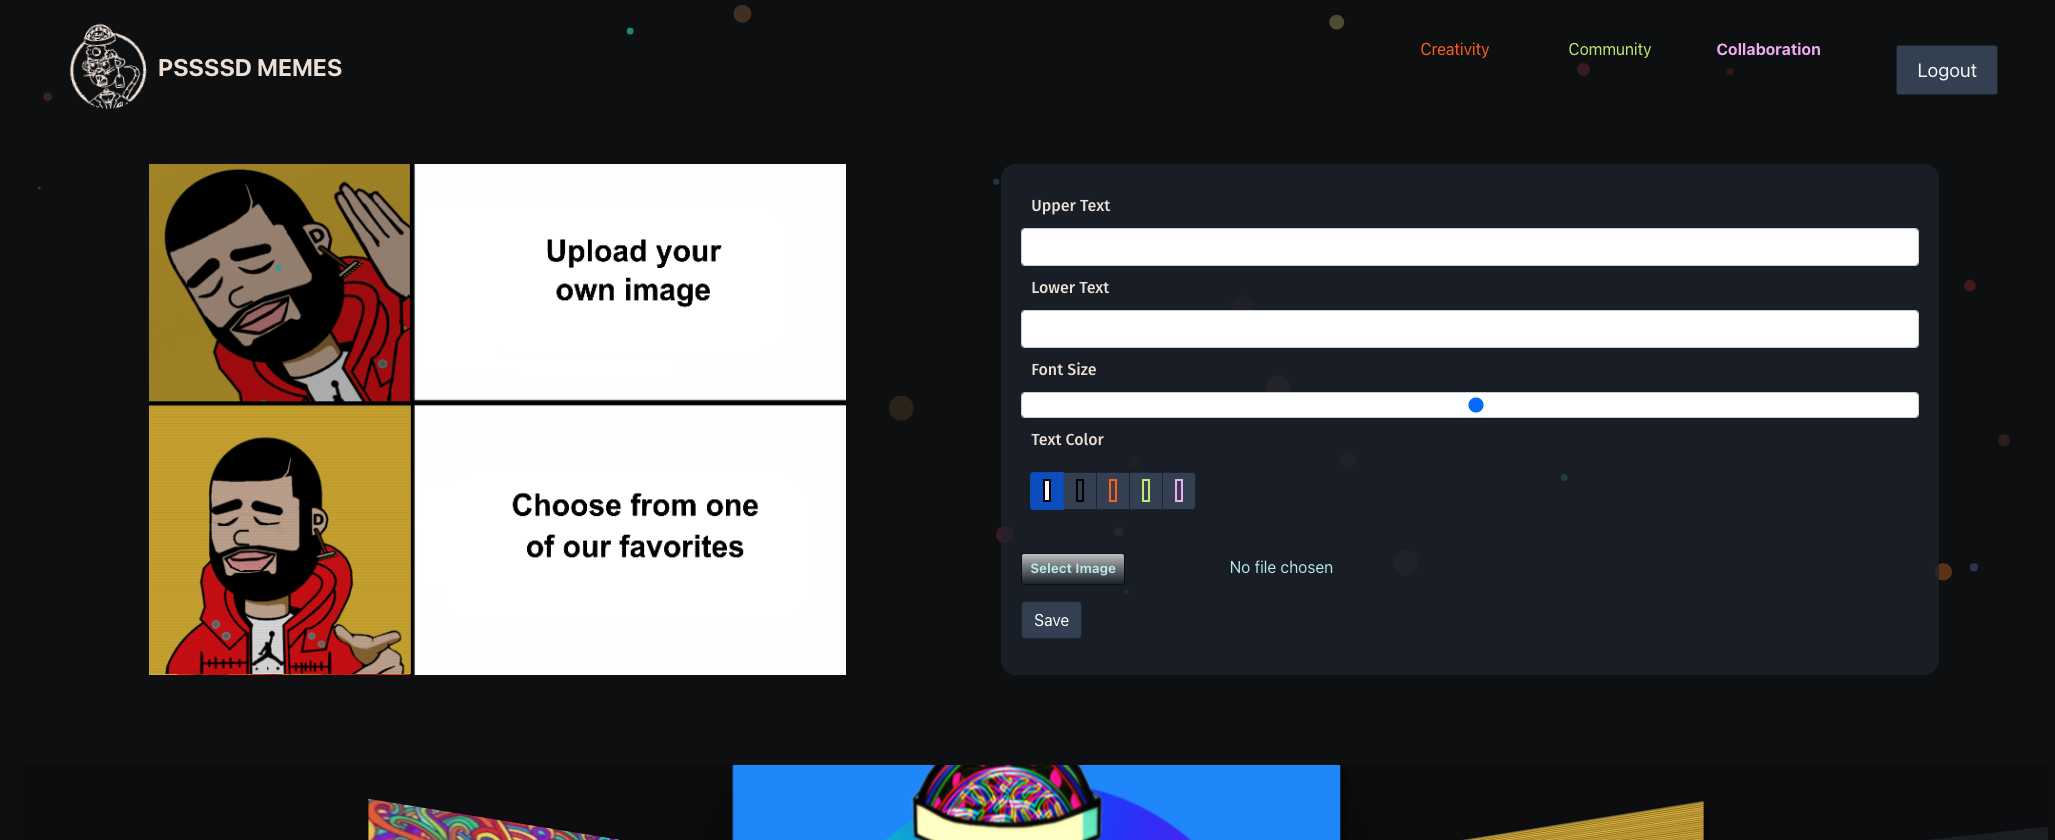 PSSSSD MEMES
Creativity
Community
Collaboration
Logout
Upload your
own image
Choose from one
of our favorites
Upper Text
Lower Text
Font Size
Text Color
Select Image
No file chosen
Save